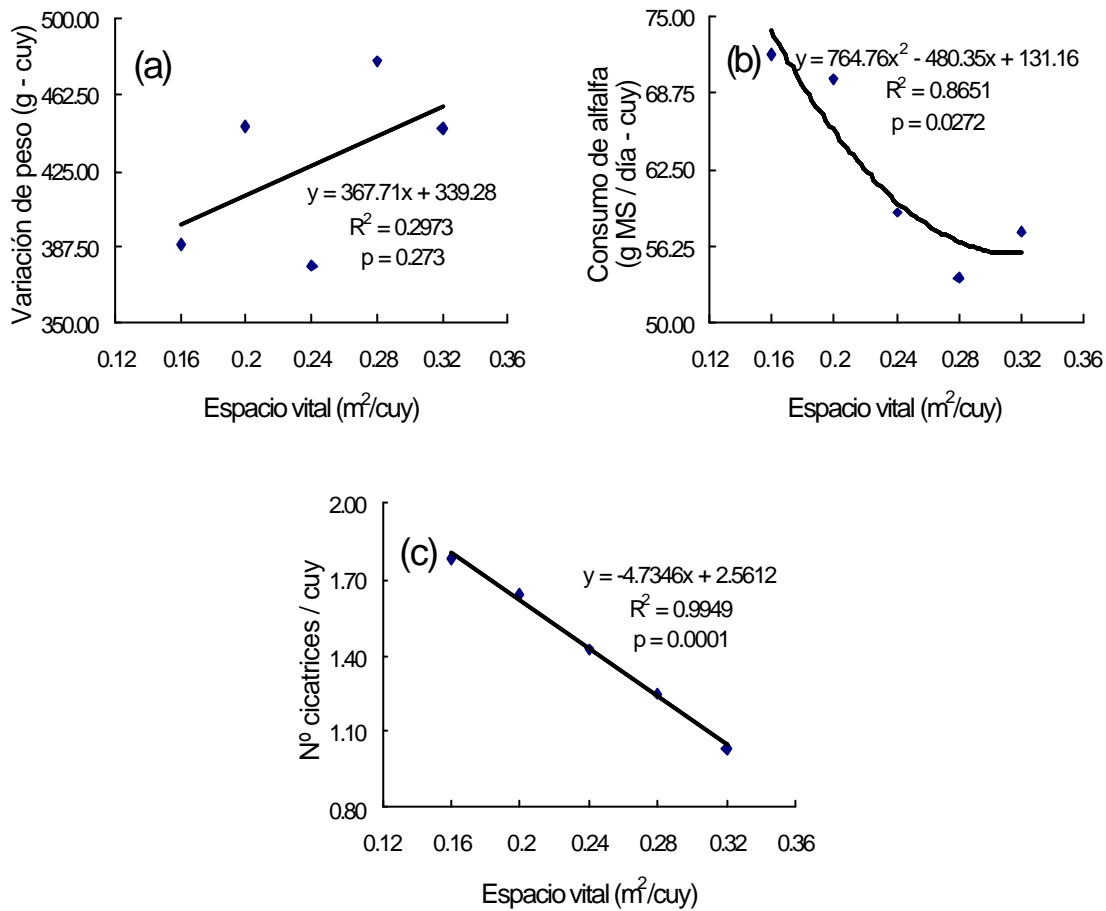 (a)
Variación de peso (g - cuy)
500.00
462.50
425.00
387.50
350.00
y = 367.71x + 339.28
R² = 0.2973
p = 0.273
0.12 0.16 0.2 0.24 0.28 0.32 0.36
Espacio vital (m²/cuy)
(b)
Consumo de alfalfa
(g MS / día - cuy)
75.00
68.75
62.50
56.25
50.00
y = 764.76x² - 480.35x + 131.16
R² = 0.8651
p = 0.0272
0.12 0.16 0.2 0.24 0.28 0.32 0.36
Espacio vital (m²/cuy)
(c)
Nº cicatrices / cuy
2.00
1.70
1.40
1.10
0.80
y = -4.7346x + 2.5612
R² = 0.9949
p = 0.0001
0.12 0.16 0.2 0.24 0.28 0.32 0.36
Espacio vital (m²/cuy)